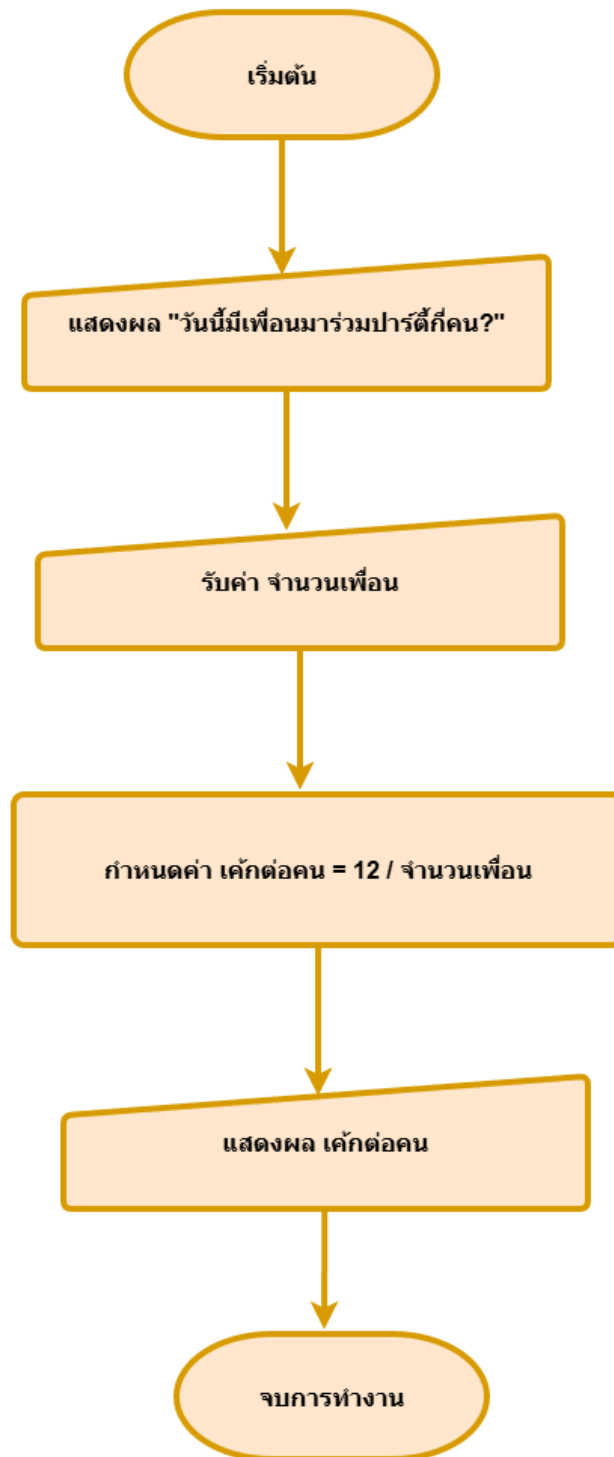 เริ่มต้น
แสดงผล "วันนี้มีเพื่อนมาร่วมปาร์ตี้กี่คน?"
รับค่า จำนวนเพื่อน
กำหนดค่า เค้กต่อคน = 12 / จำนวนเพื่อน
แสดงผล เค้กต่อคน
จบการทำงาน